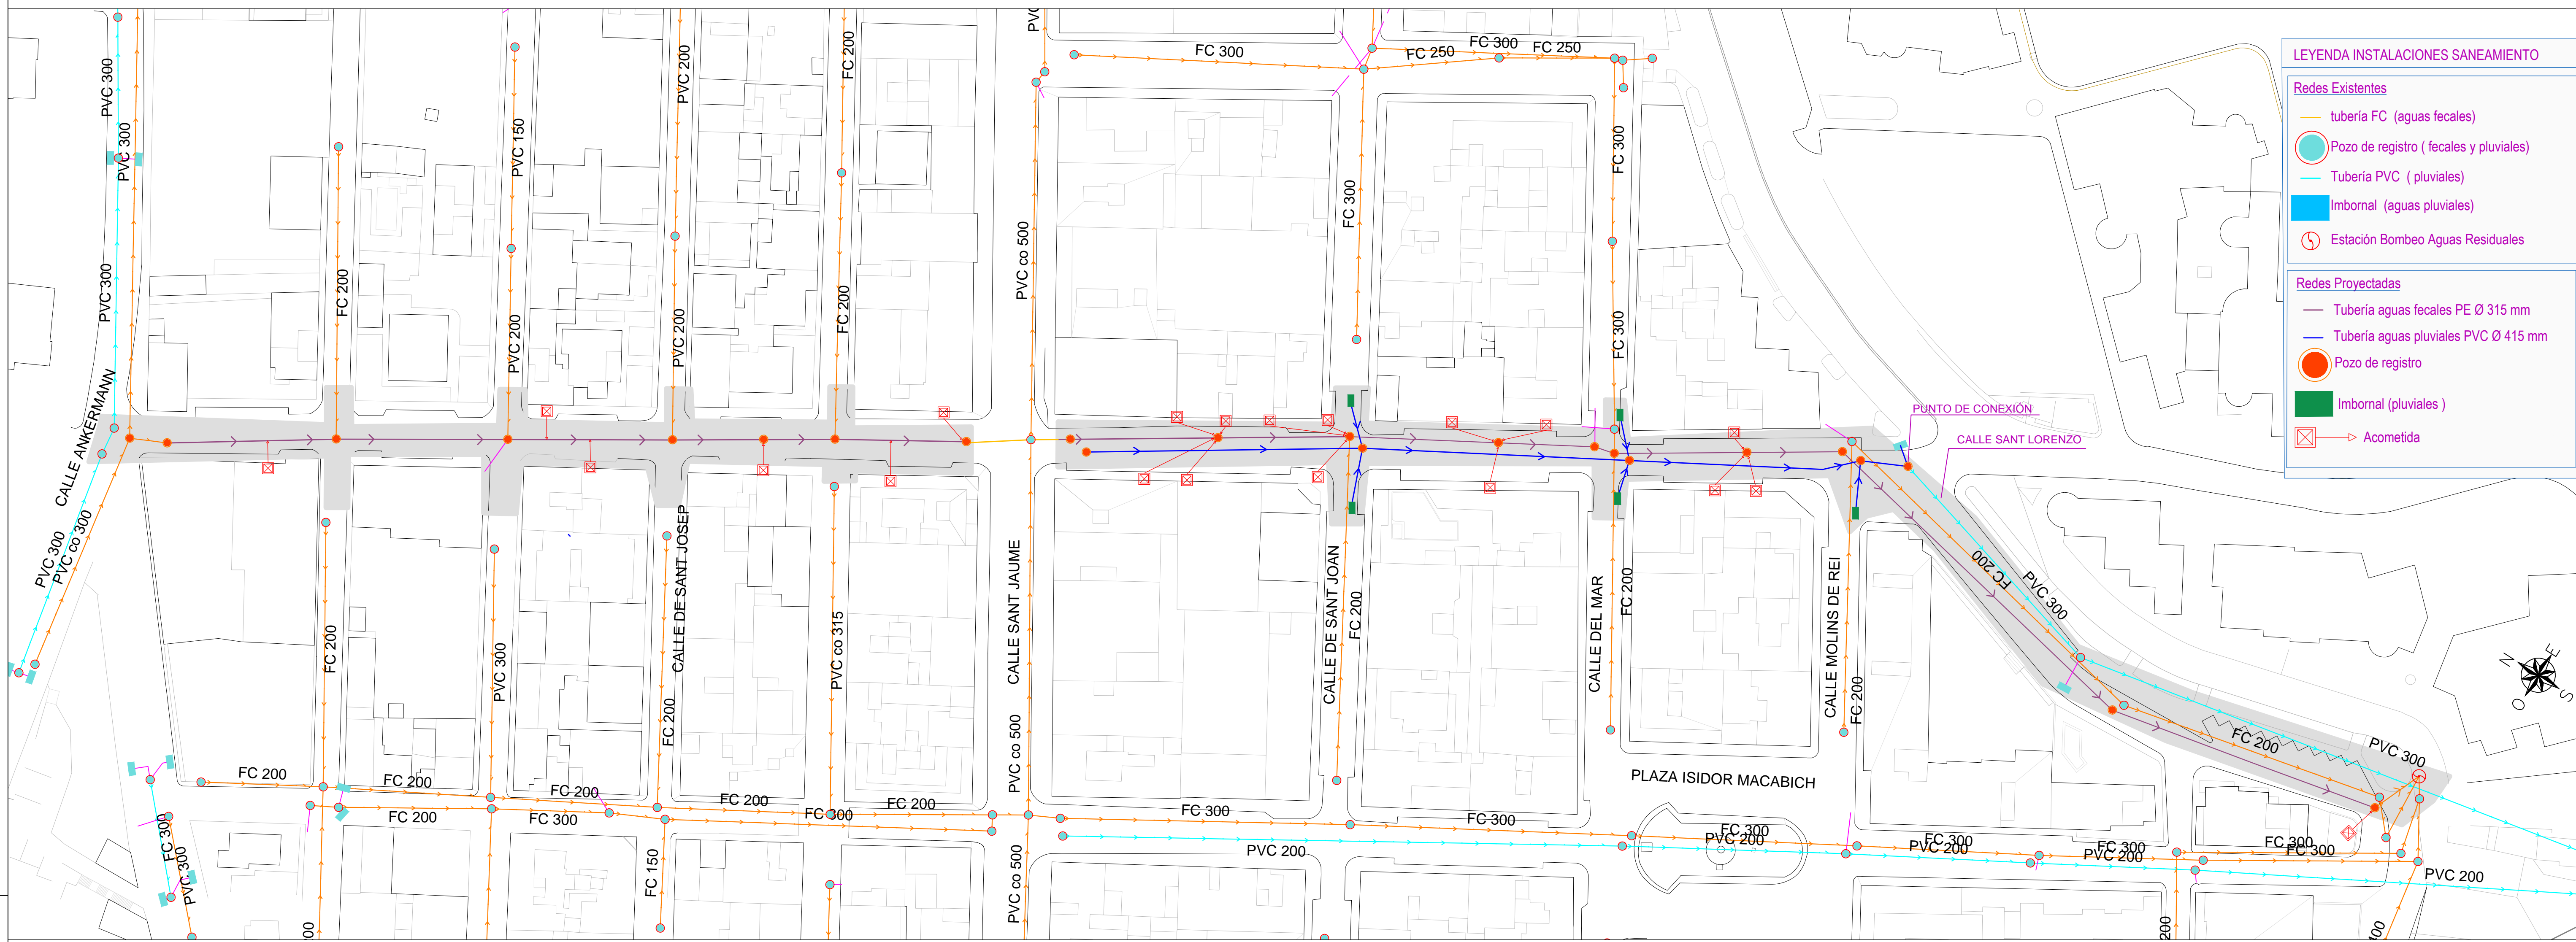 PVC
FC 300
FC 300
FC 250
FC 250
PVC 300
PVC 300
PVC 150
PVC 200
FC 200
FC 300
FC 300
PVC 300
FC 200
PVC 200
PVC 200
FC 200
PVC co 500
FC 300
CALLE ANKERMANN
PUNTO DE CONEXIÓN
CALLE SANT LORENZO
PVC 300
PVC co 300
FC 200
PVC 300
CALLE DE SANT JOSEP
FC 200
PVC co 315
CALLE SANT JAUME
PVC co 500
CALLE DE SANT JOAN
FC 200
CALLE DEL MAR
FC 200
CALLE MOLINS DE REI
FC 200
FC 200
PVC 300
FC 200
PVC 300
PLAZA ISIDOR MACABICH
FC 200
FC 200
FC 200
FC 200
FC 200
FC 200
FC 300
FC 300
FC 300
FC 300
PVC 200
FC 300
PVC 200
FC 300
PVC 200
FC 300
PVC 200
FC 300
FC 300
PVC 200
FC 300
PVC 300
FC 150
PVC co 500
200
200
400
LEYENDA INSTALACIONES SANEAMIENTO
Redes Existentes
tubería FC (aguas fecales)
Pozo de registro ( fecales y pluviales)
Tubería PVC ( pluviales)
Imbornal (aguas pluviales)
Estación Bombeo Aguas Residuales
Redes Proyectadas
Tubería aguas fecales PE Ø 315 mm
Tubería aguas pluviales PVC Ø 415 mm
Pozo de registro
Imbornal (pluviales )
Acometida
N
E
O
S